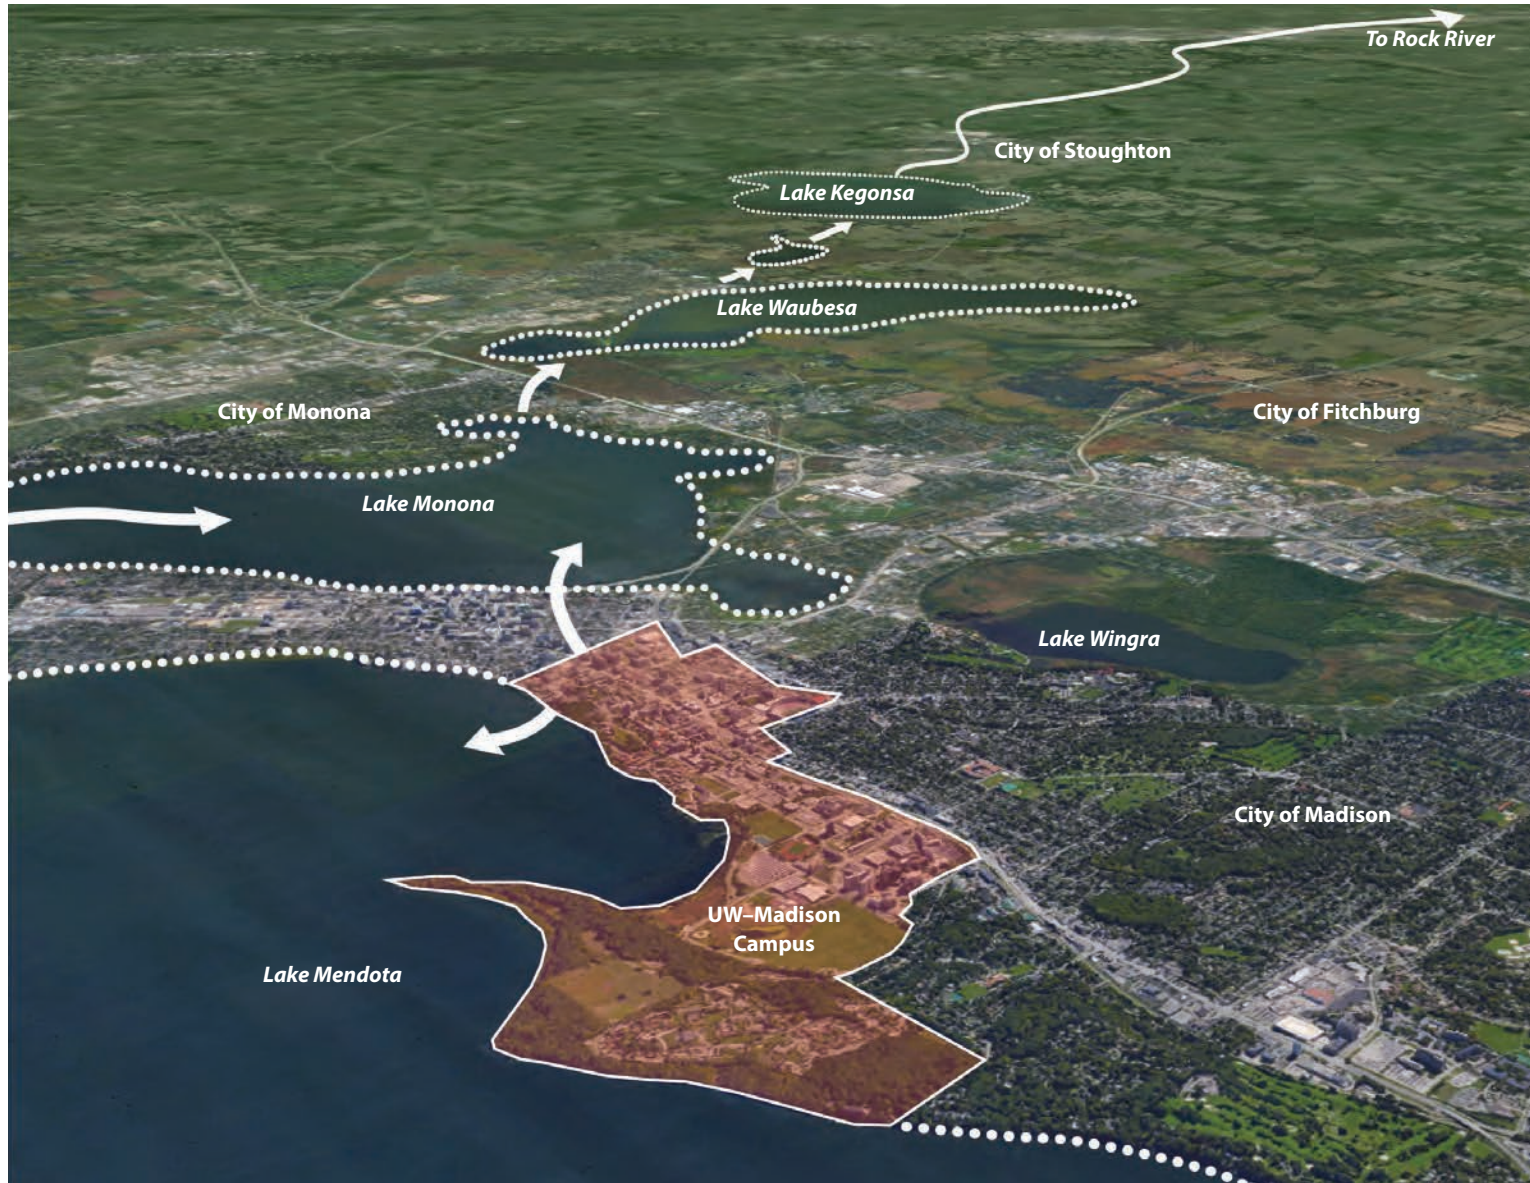 To Rock River
City of Stoughton
Lake Kegonsa
Lake Waubesa
City of Monona
City of Fitchburg
Lake Monona
Lake Wingra
City of Madison
UW–Madison
Campus
Lake Mendota